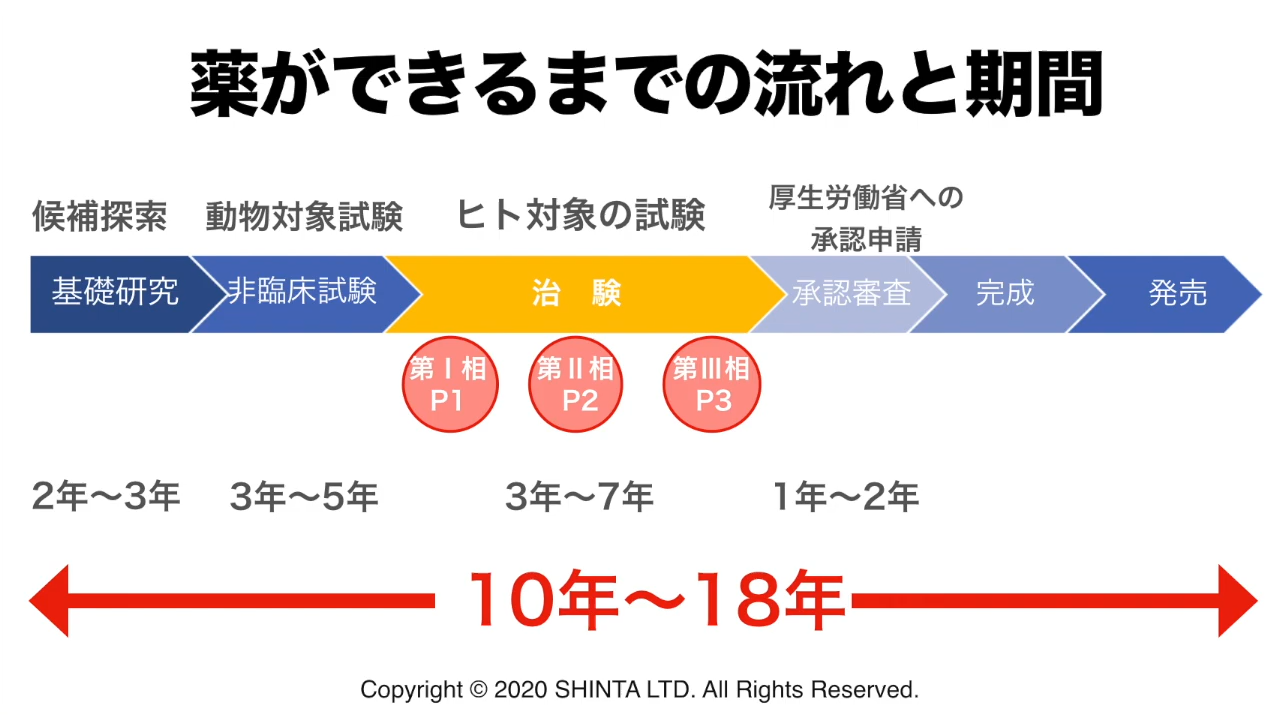 薬ができるまでの流れと期間
候補探索
動物対象試験
ヒト対象の試験
厚生労働省への
承認申請
基礎研究
非臨床試験
治　験
承認審査
完成
発売
第Ⅰ相
P1
第Ⅱ相
P2
第Ⅲ相
P3
2年〜3年
3年〜5年
3年〜7年
1年〜2年
10年〜18年
Copyright © 2020 SHINTA LTD. All Rights Reserved.